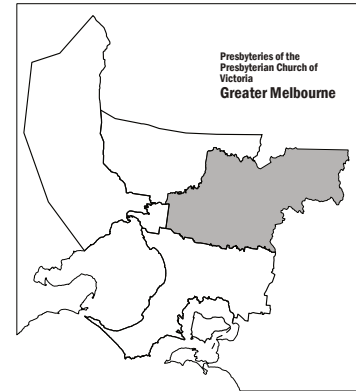 Presbyteries of the
Presbyterian Church of
Victoria
Greater Melbourne